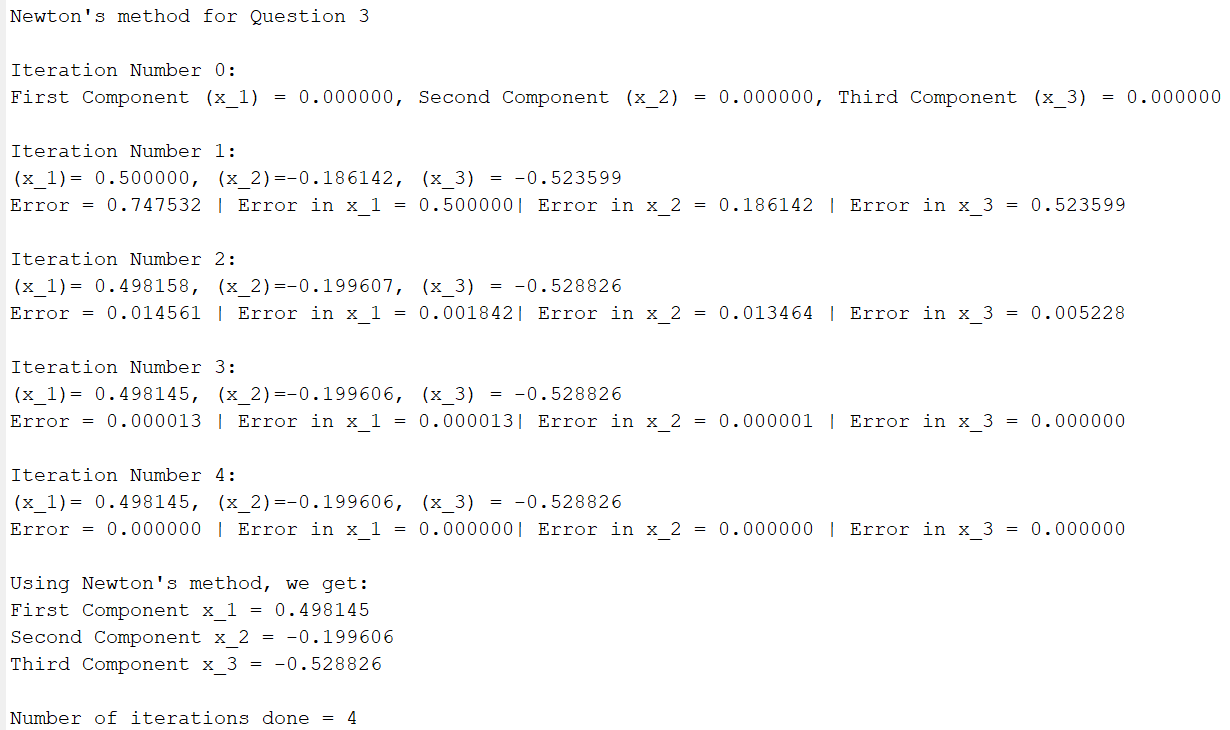 Newton's method for Question 3
Iteration Number 0:
First Component (x_1) = 0.000000, Second Component (x_2) = 0.000000, Third Component (x_3) = 0.000000
Iteration Number 1:
(x_1)= 0.500000, (x_2)=-0.186142, (x_3) = -0.523599
Error = 0.747532 | Error in x_1 = 0.500000| Error in x_2 = 0.186142 | Error in x_3 = 0.523599
Iteration Number 2:
(x_1)= 0.498158, (x_2)=-0.199607, (x_3) = -0.528826
Error = 0.014561 | Error in x_1 = 0.001842| Error in x_2 = 0.013464 | Error in x_3 = 0.005228
Iteration Number 3:
(x_1)= 0.498145, (x_2)=-0.199606, (x_3) = -0.528826
Error = 0.000013 | Error in x_1 = 0.000013| Error in x_2 = 0.000001 | Error in x_3 = 0.000000
Iteration Number 4:
(x_1)= 0.498145, (x_2)=-0.199606, (x_3) = -0.528826
Error = 0.000000 | Error in x_1 = 0.000000| Error in x_2 = 0.000000 | Error in x_3 = 0.000000
Using Newton's method, we get:
First Component x_1 = 0.498145
Second Component x_2 = -0.199606
Third Component x_3 = -0.528826
Number of iterations done = 4